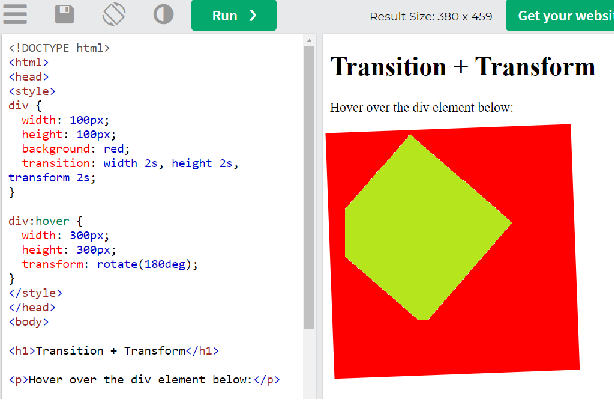 Run ❯
Result Size: 380 x 459
Get your websi
<!DOCTYPE html>
<html>
<head>
<style>
div {
  width: 100px;
  height: 100px;
  background: red;
  transition: width 2s, height 2s,
transform 2s;
}
div:hover {
  width: 300px;
  height: 300px;
  transform: rotate(180deg);
}
</style>
</head>
<body>
<h1>Transition + Transform</h1>
<p>Hover over the div element below:</p>
Transition + Transform
Hover over the div element below: